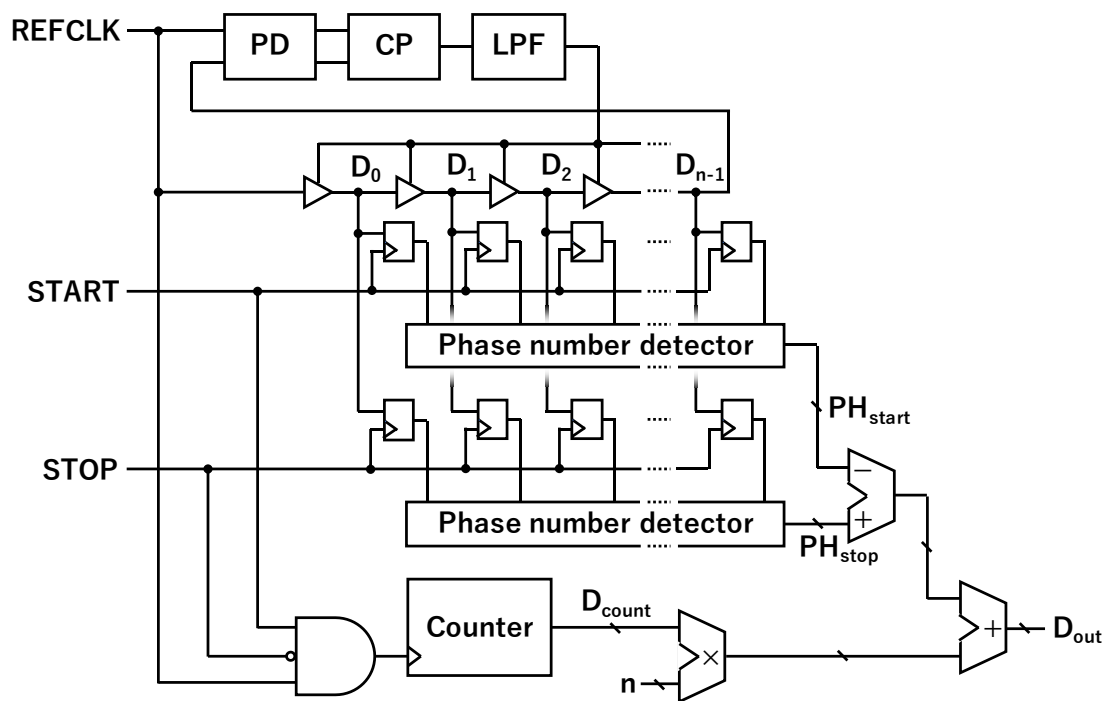 REFCLK
PD
CP
LPF
D0
D1
D2
Dn-1
START
Phase number detector
PHstart
STOP
−
+
Phase number detector
PHstop
Counter
Dcount
n
×
+
Dout